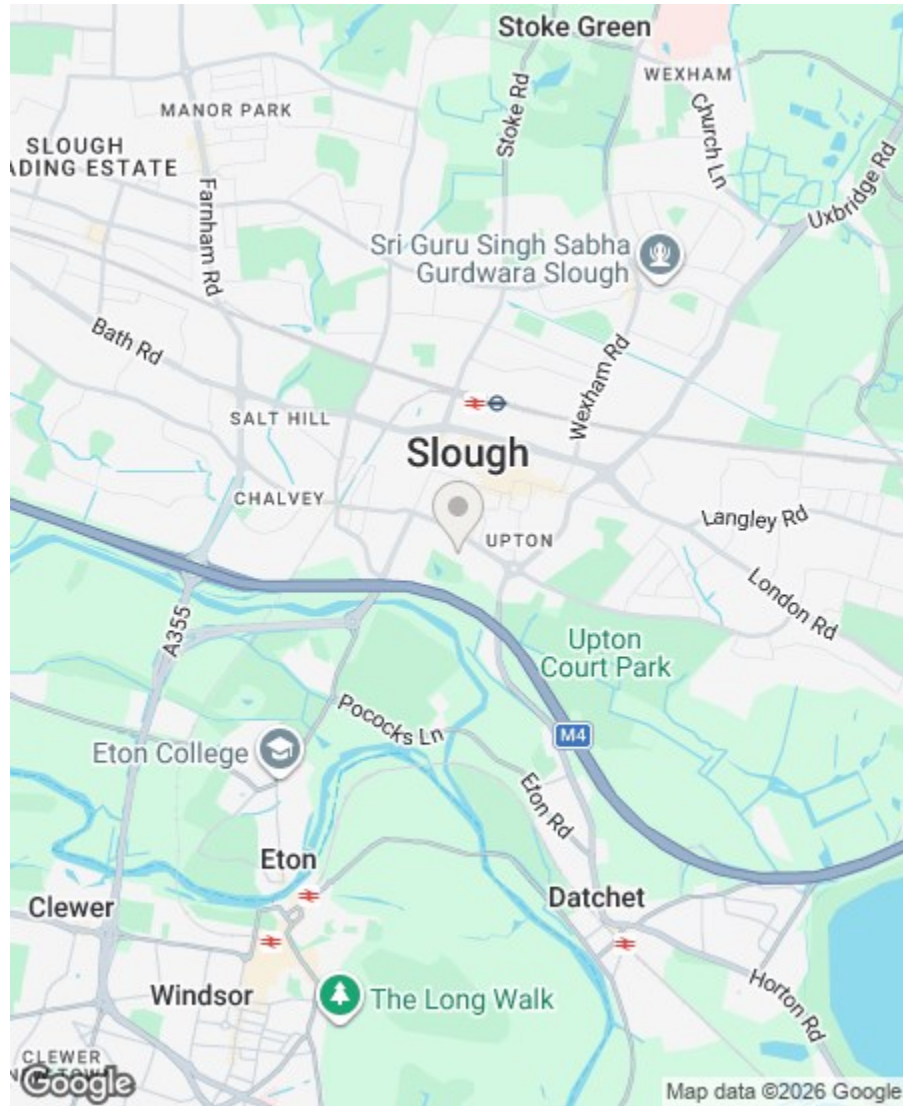 Stoke Green
WEXHAM
MANOR PARK
Stoke Rd
Church Ln
SLOUGH
ADING ESTATE
Uxbridge Rd
Farnham Rd
Sri Guru Singh Sabha
Gurdwara Slough
Bath Rd
Wexham Rd
SALT HILL
Slough
CHALVEY
Langley Rd
UPTON
London Rd
A355
Upton
Court Park
Pococks Ln
M4
Eton College
Eton Rd
Eton
Datchet
Clewer
Windsor
The Long Walk
Horton Rd
CLEWER
Google
Map data ©2026 Google